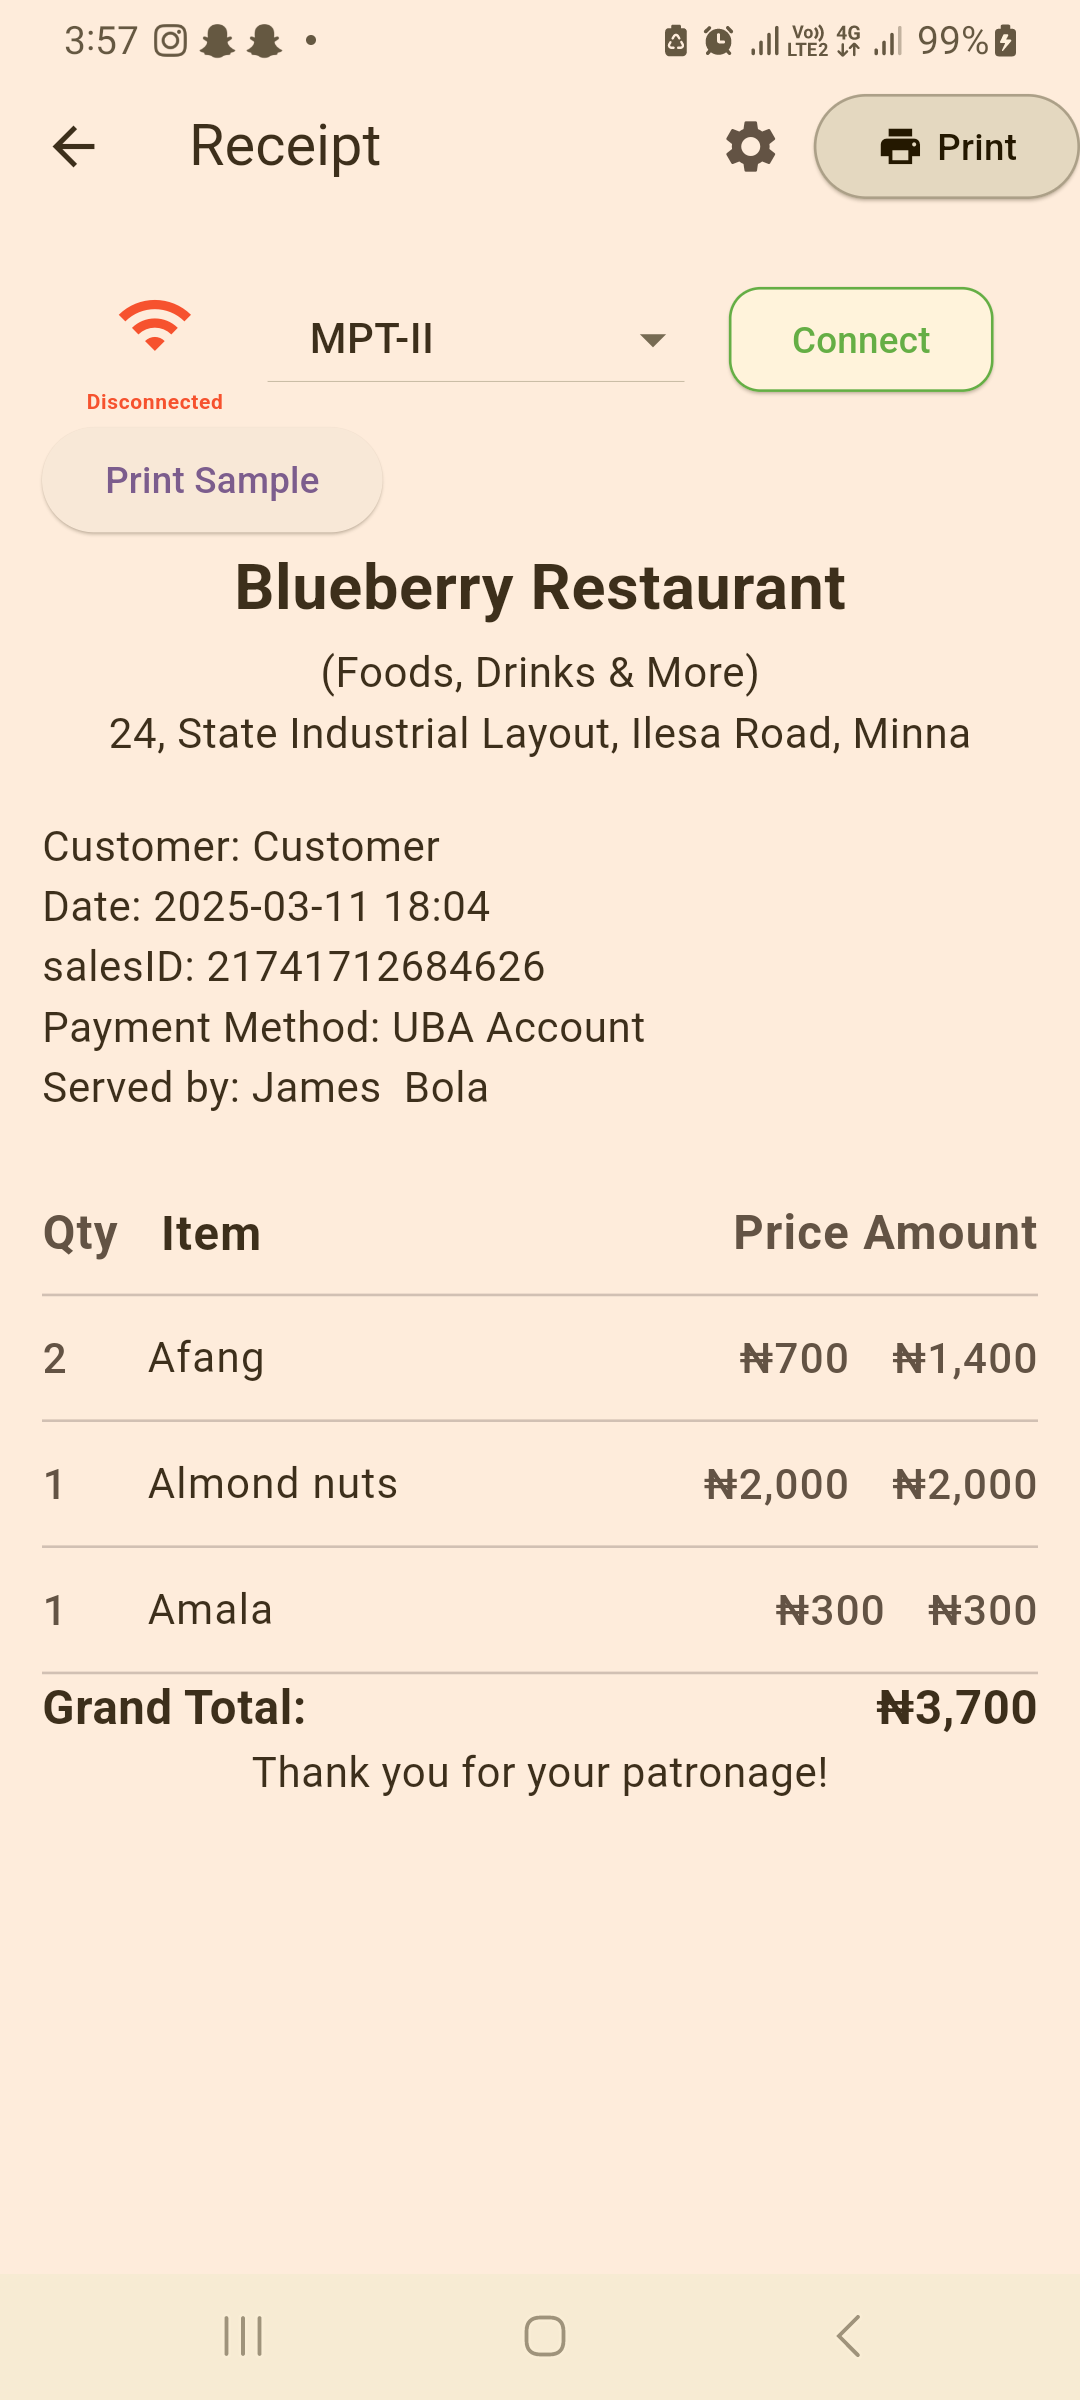 3:57 Vo)) LTE2 4G 99%
Receipt Print
MPT-II Connect
Disconnected
Print Sample
Blueberry Restaurant
(Foods, Drinks & More)
24, State Industrial Layout, Ilesa Road, Minna
Customer: Customer
Date: 2025-03-11 18:04
salesID: 21741712684626
Payment Method: UBA Account
Served by: James  Bola
Qty Item Price Amount
2 Afang ₦700 ₦1,400
1 Almond nuts ₦2,000 ₦2,000
1 Amala ₦300 ₦300
Grand Total: ₦3,700
Thank you for your patronage!